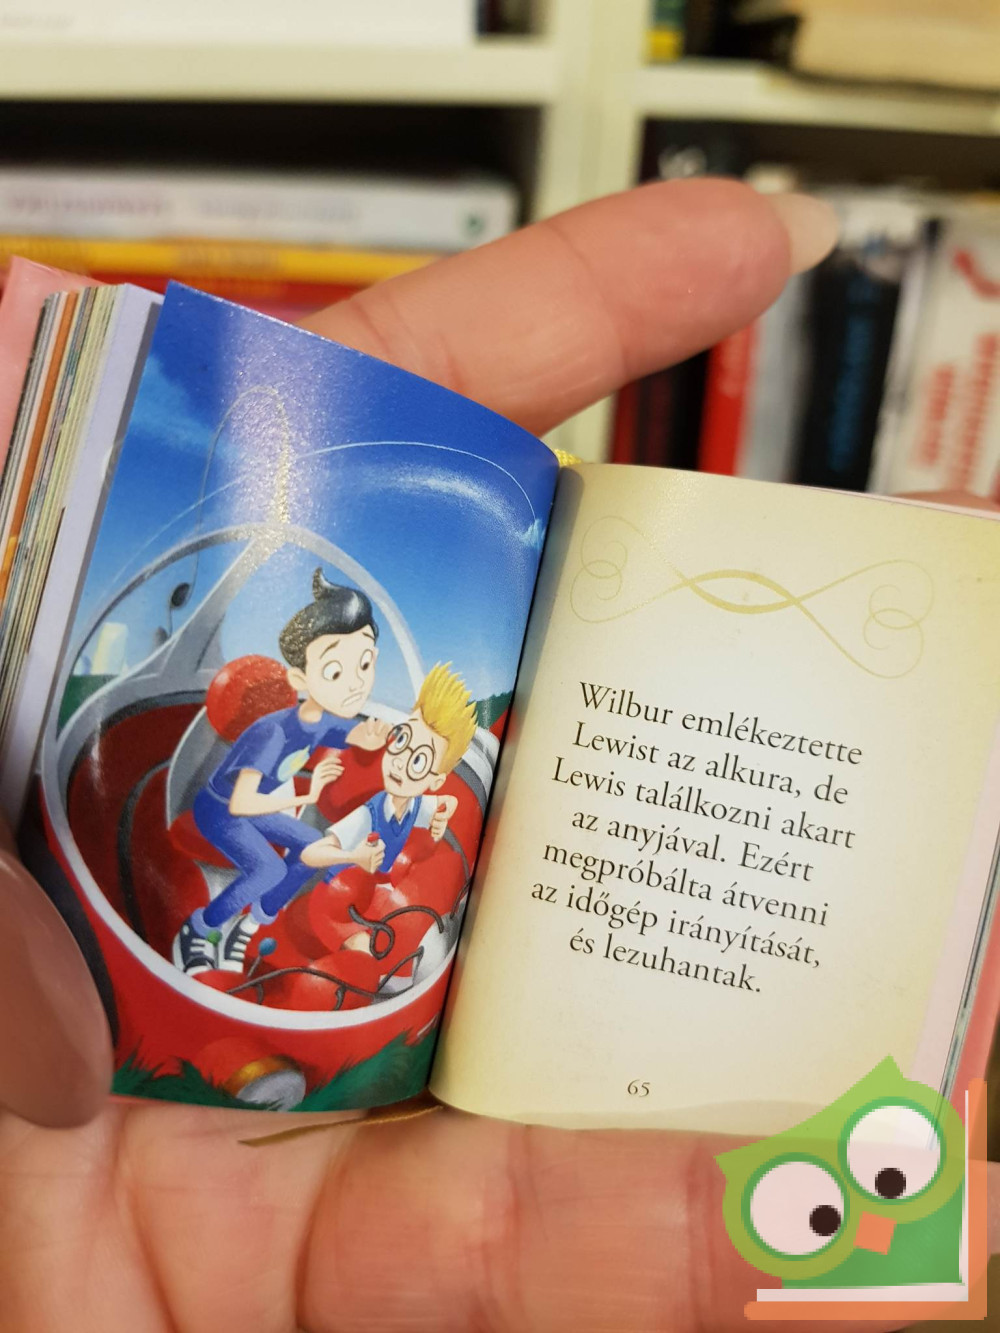 Wilbur emlékeztette
Lewist az alkura, de
Lewis találkozni akart
az anyjával. Ezért
megpróbálta átvenni
az időgép irányítását,
és lezuhantak.
65